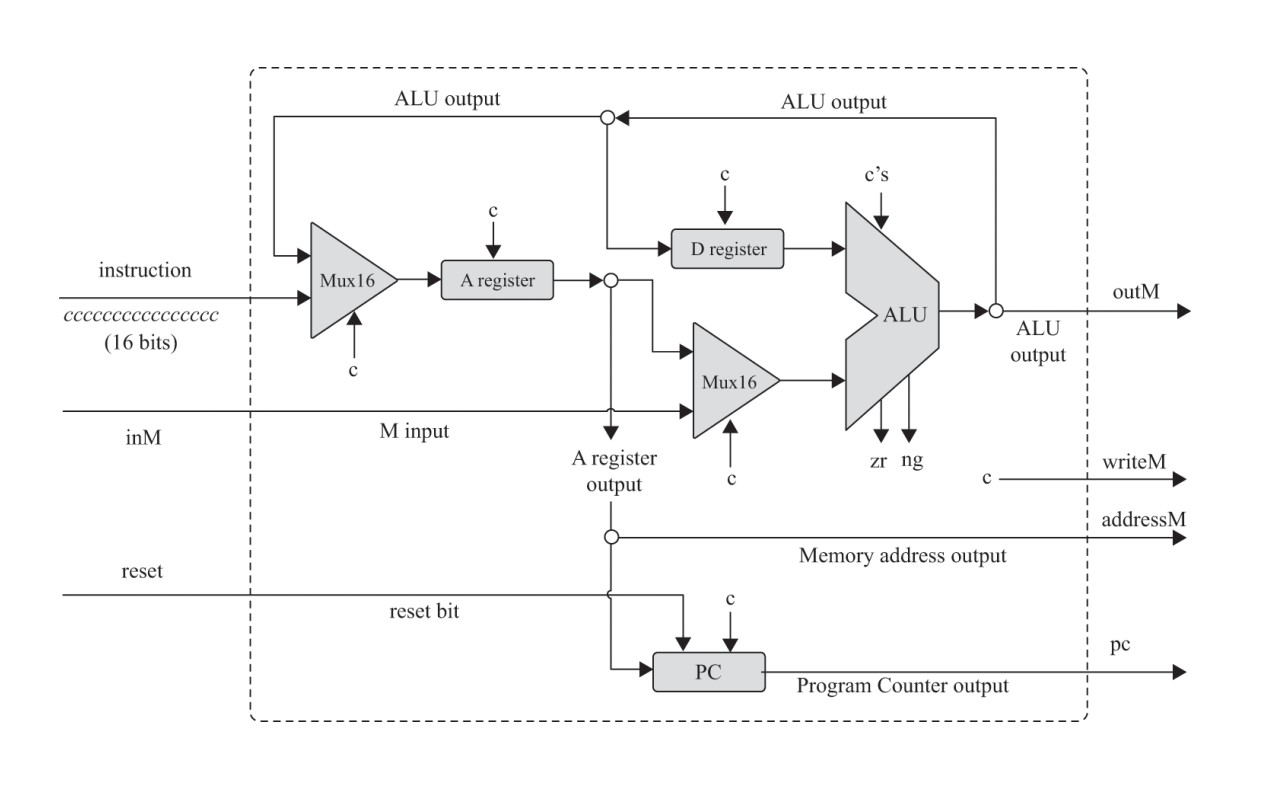 ALU output
ALU output
c
c's
c
D register
instruction
Mux16
A register
cccccccccccccccc
(16 bits)
ALU
outM
ALU
output
c
Mux16
inM
M input
A register
output
c
zr
ng
c
writeM
addressM
Memory address output
reset
reset bit
c
pc
PC
Program Counter output